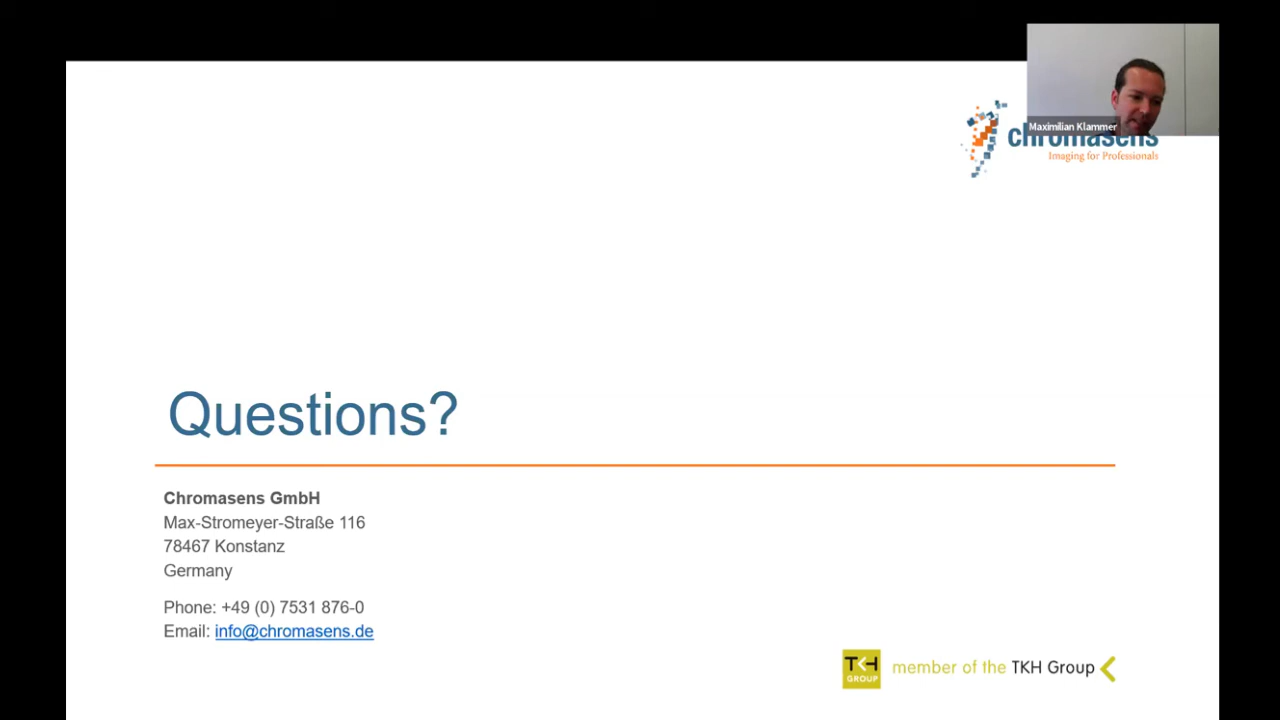 Maximilian Klammer
chromasens
Imaging for Professionals
Questions?
Chromasens GmbH
Max-Stromeyer-Straße 116
78467 Konstanz
Germany
Phone: +49 (0) 7531 876-0
Email: info@chromasens.de
TKH GROUP member of the TKH Group